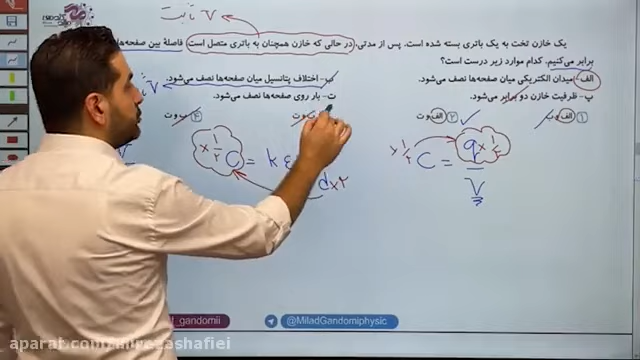 V ثابت
یک خازن تخت به یک باتری بسته شده است. پس از مدتی، در حالی که خازن همچنان به باتری متصل است فاصلهٔ بین صفحه‌ها
برابر می‌کنیم. کدام موارد زیر درست است؟
الف- میدان الکتریکی میان صفحه‌ها نصف می‌شود.
ب- اختلاف پتانسیل میان صفحه‌ها نصف می‌شود.
پ- ظرفیت خازن دو برابر می‌شود.
ت- بار روی صفحه‌ها نصف می‌شود.
۱) الف و ب
۲) الف و ت
۴) پ و ت
× ۱/۲ C = k ε
d × ۲
× ۱/۲ C = q × ۱/۲ / V
_gandomii
@MiladGandomiphysic
aparat.com/alirezashafiei